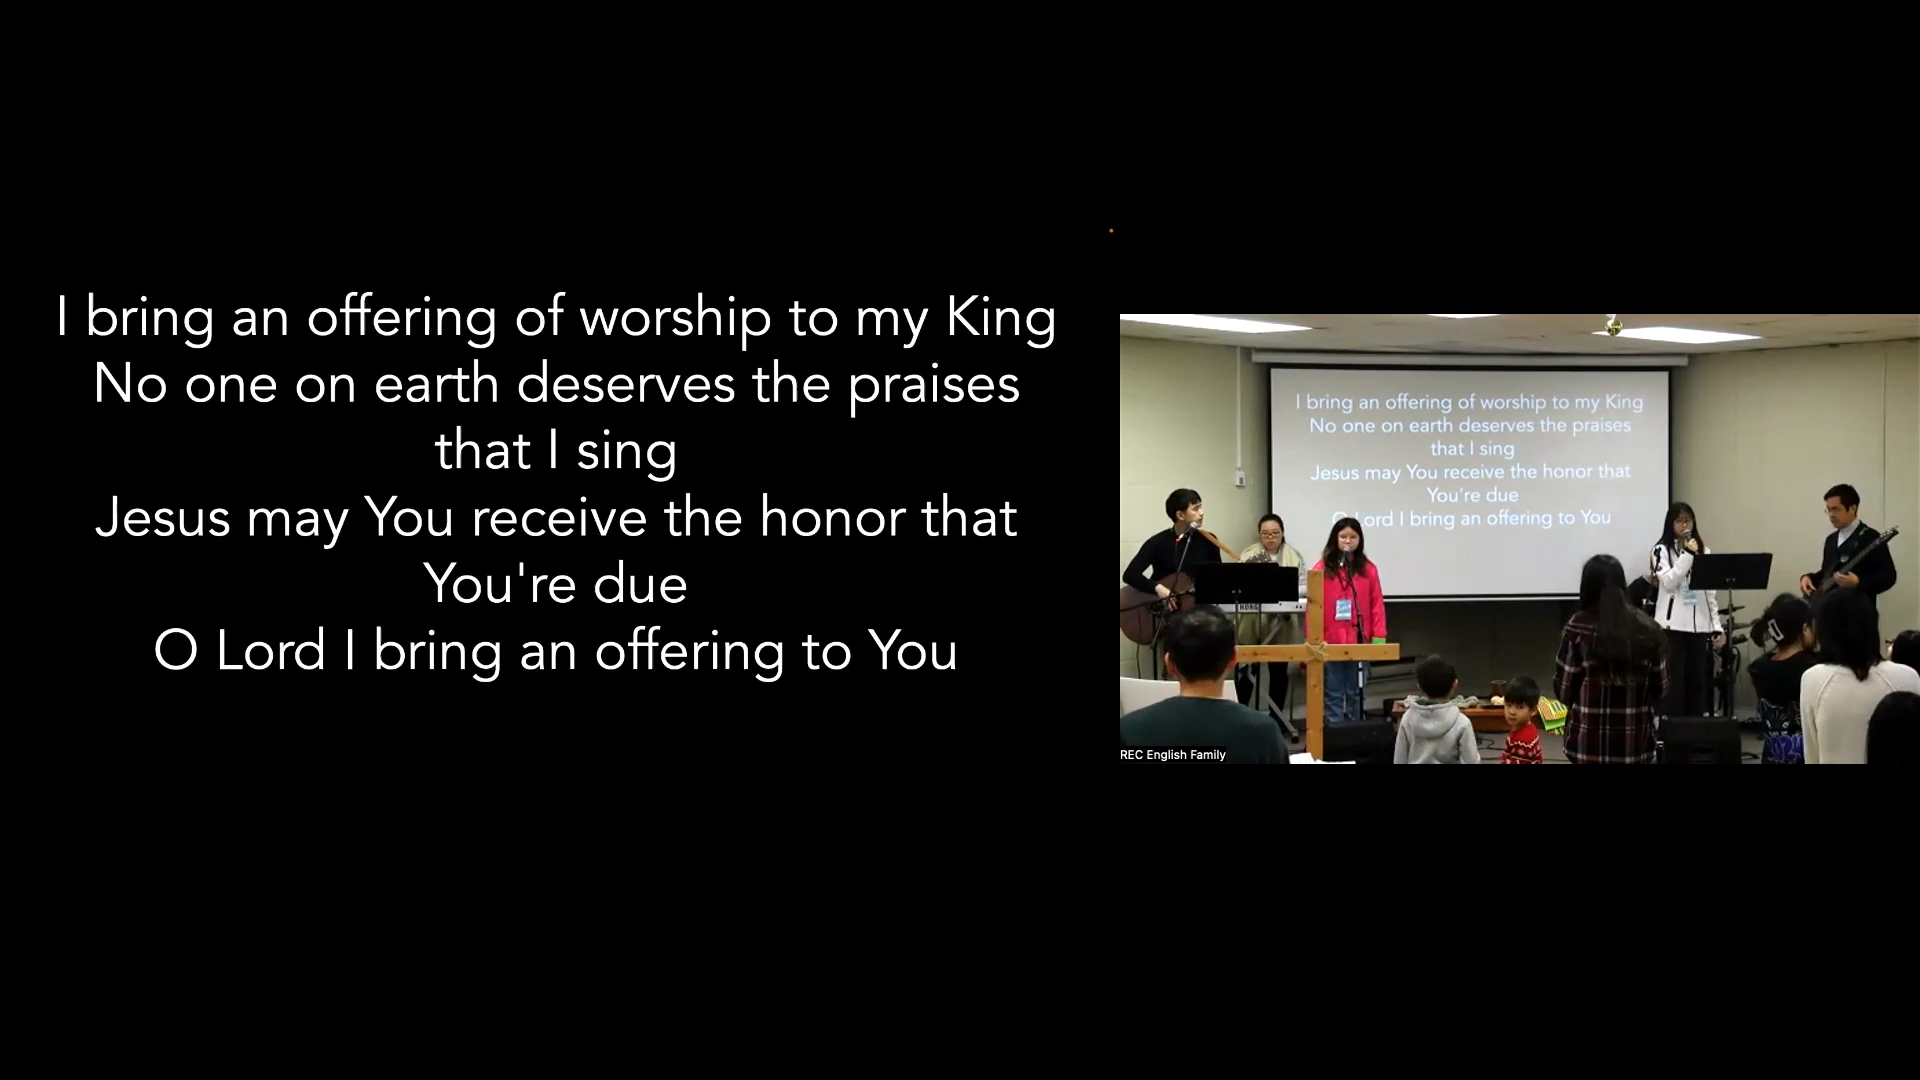 I bring an offering of worship to my King
No one on earth deserves the praises
that I sing
Jesus may You receive the honor that
You're due
O Lord I bring an offering to You
I bring an offering of worship to my King
No one on earth deserves the praises
that I sing
Jesus may You receive the honor that
You're due
O Lord I bring an offering to You
KORG
REC English Family